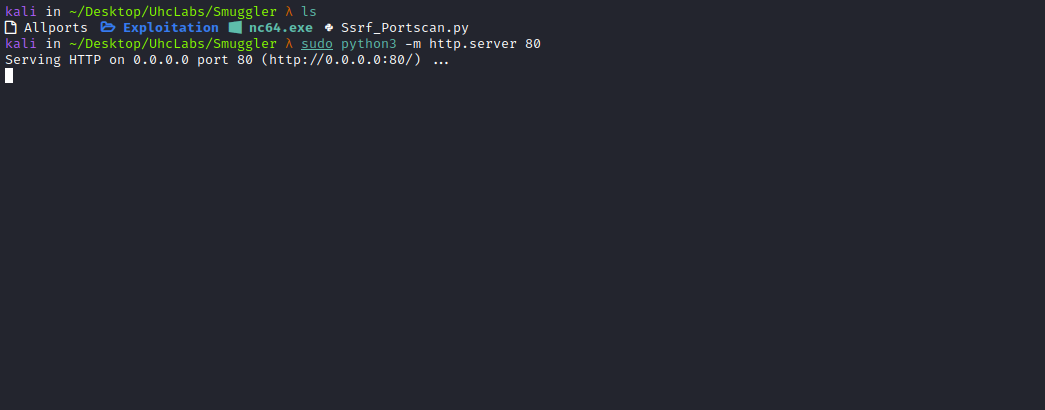 kali in ~/Desktop/UhcLabs/Smuggler λ ls
Allports Exploitation nc64.exe Ssrf_Portscan.py
kali in ~/Desktop/UhcLabs/Smuggler λ sudo python3 -m http.server 80
Serving HTTP on 0.0.0.0 port 80 (http://0.0.0.0:80/) ...